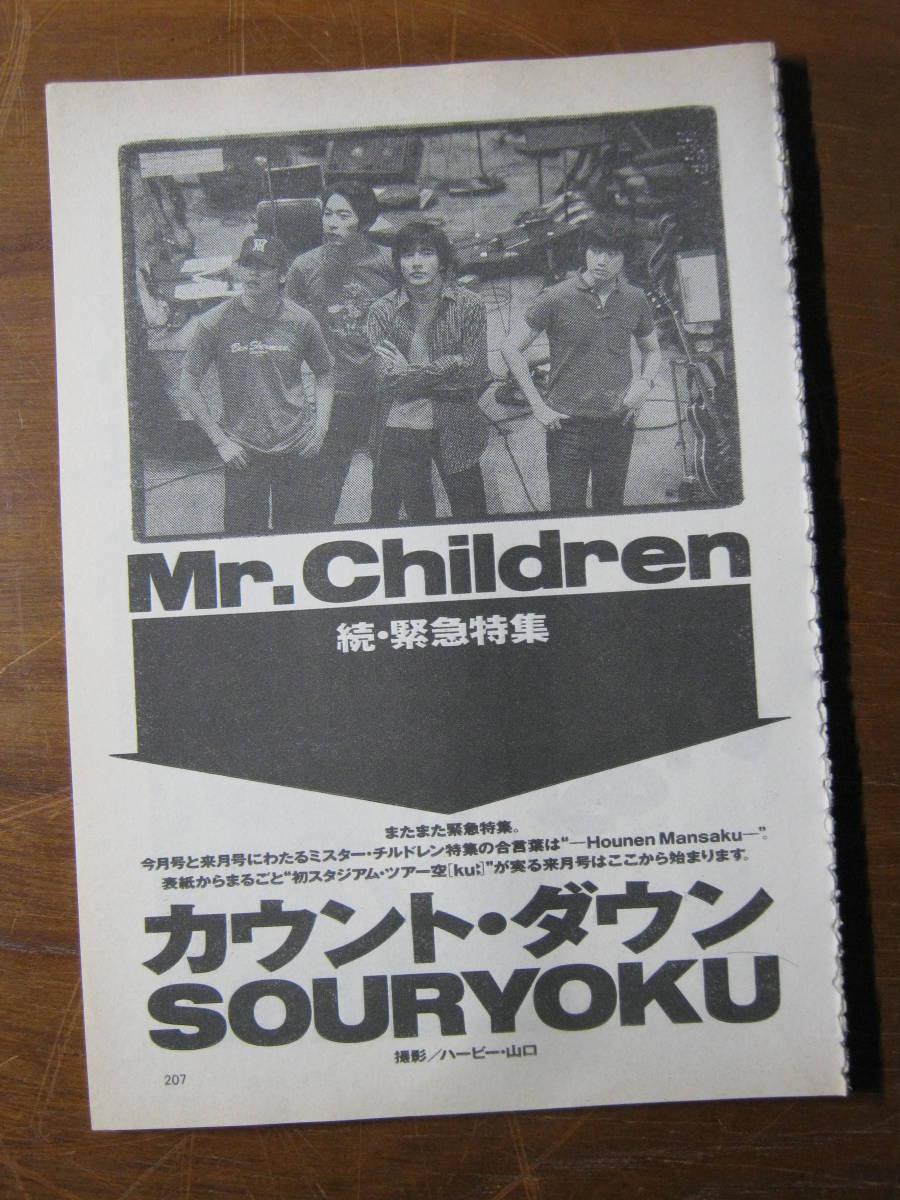 Ben Sherman
Mr.Children
続・緊急特集
またまた緊急特集。
今月号と来月号にわたるミスター・チルドレン特集の合言葉は“—Hounen Mansaku—”。
表紙からまるごと“初スタジアム・ツアー空[ku:]”が実る来月号はここから始まります。
カウント・ダウン
SOURYOKU
撮影／ハービー・山口
207